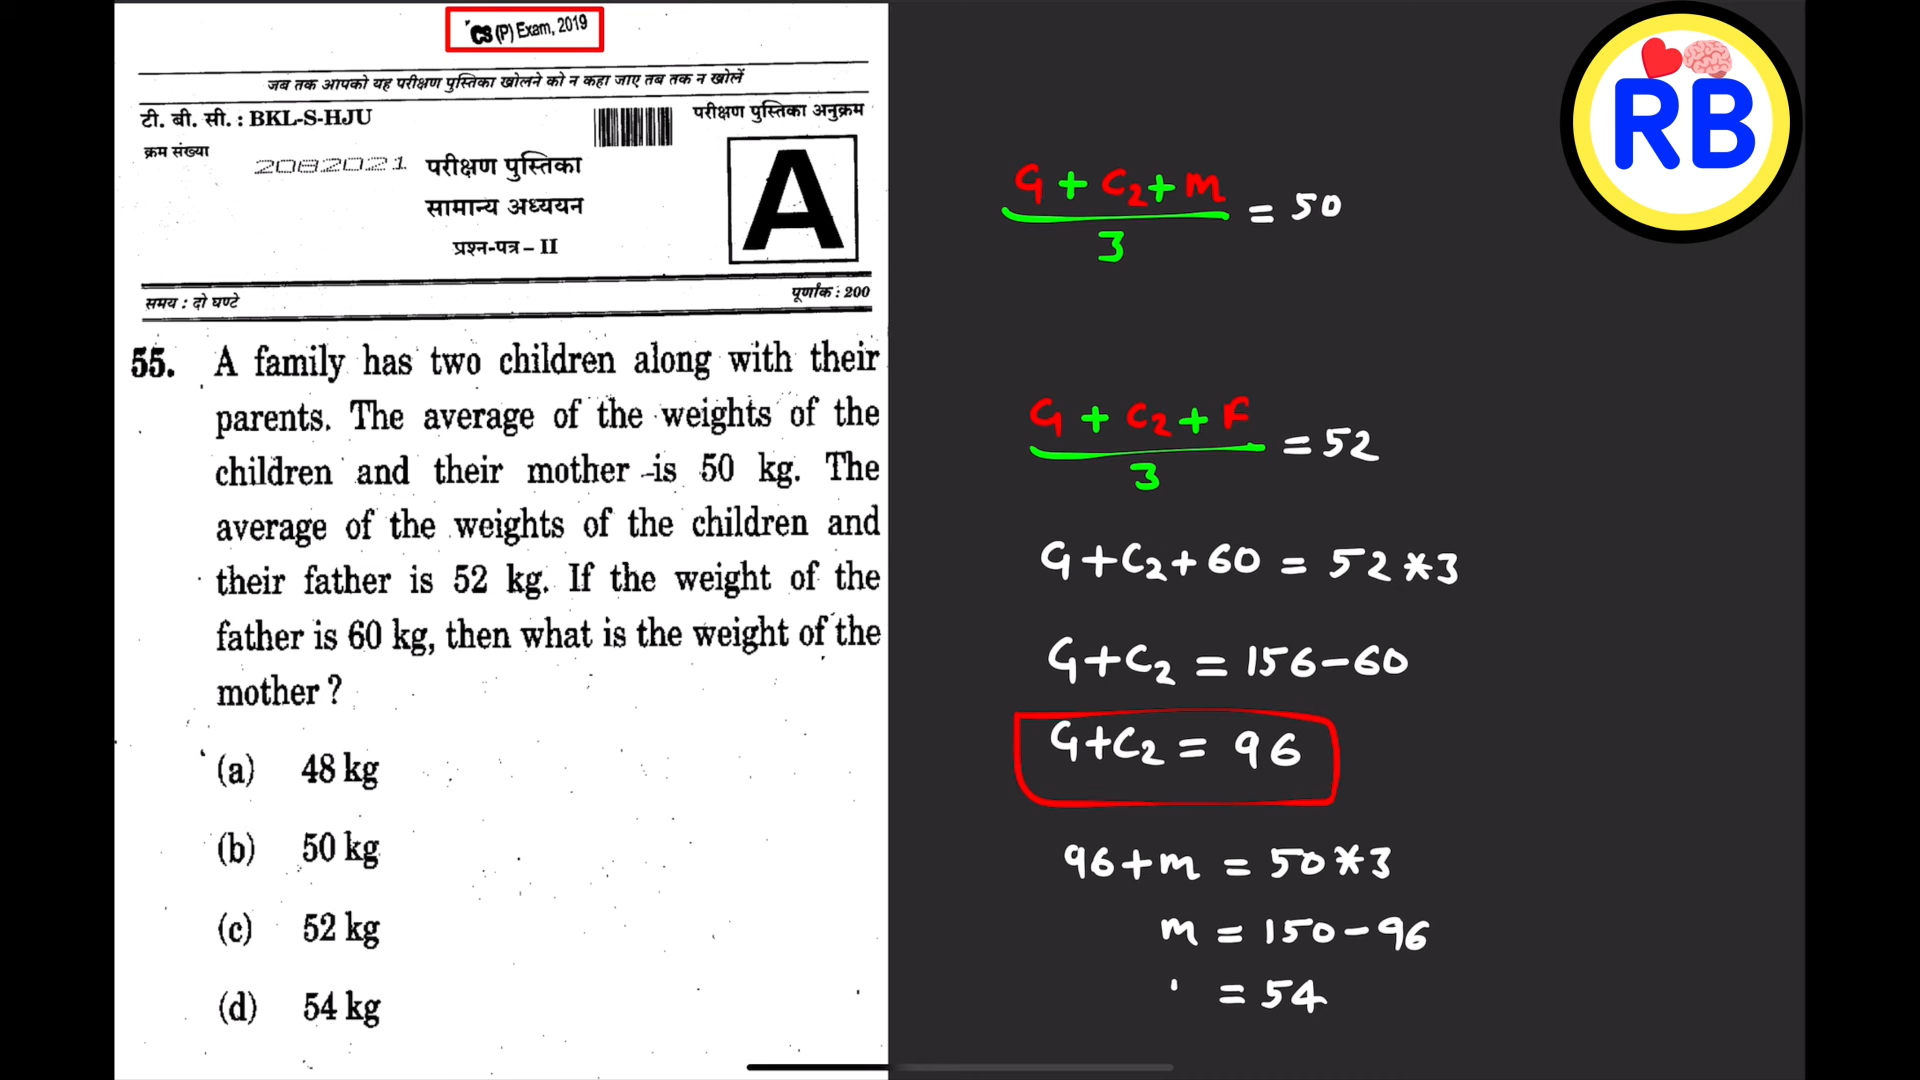 CS (P) Exam, 2019
जब तक आपको यह परीक्षण पुस्तिका खोलने को न कहा जाए तब तक न खोलें
टी. बी. सी. : BKL-S-HJU
परीक्षण पुस्तिका अनुक्रम
क्रम संख्या
2082021
परीक्षण पुस्तिका
सामान्य अध्ययन
प्रश्न-पत्र – II
A
समय : दो घण्टे
पूर्णांक : 200
55. A family has two children along with their
parents. The average of the weights of the
children and their mother is 50 kg. The
average of the weights of the children and
their father is 52 kg. If the weight of the
father is 60 kg, then what is the weight of the
mother ?
(a) 48 kg
(b) 50 kg
(c) 52 kg
(d) 54 kg
RB
C1 + C2 + m
3
= 50
C1 + C2 + F
3
= 52
C1+C2+60 = 52*3
C1+C2 = 156-60
C1+C2 = 96
96+m = 50*3
m = 150-96
= 54